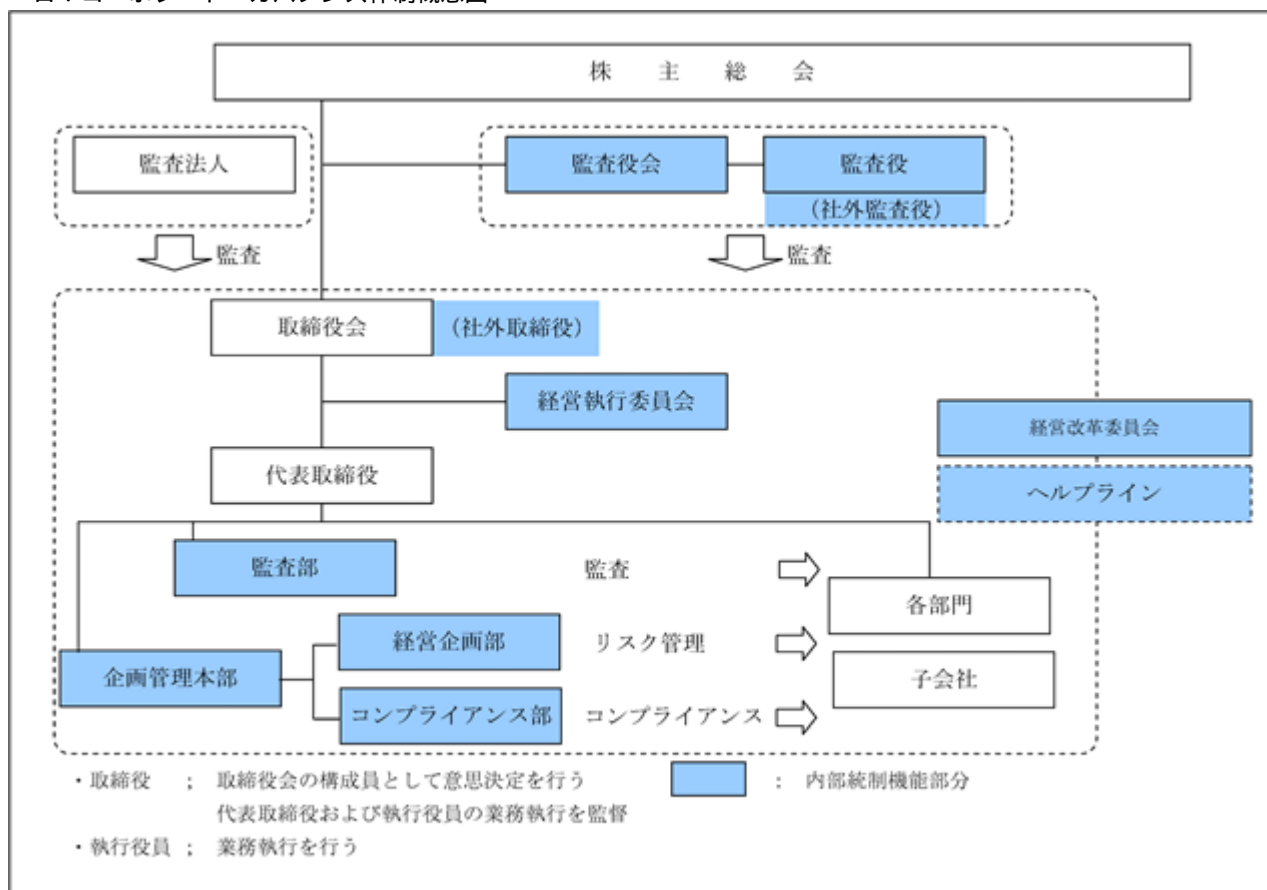 株主総会
監査法人
監査役会
監査役
(社外監査役)
監査
監査
取締役会
(社外取締役)
経営執行委員会
経営改革委員会
代表取締役
ヘルプライン
監査部
監査
各部門
経営企画部
リスク管理
企画管理本部
子会社
コンプライアンス部
コンプライアンス
・取締役 ; 取締役会の構成員として意思決定を行う
: 内部統制機能部分
代表取締役および執行役員の業務執行を監督
・執行役員 ; 業務執行を行う